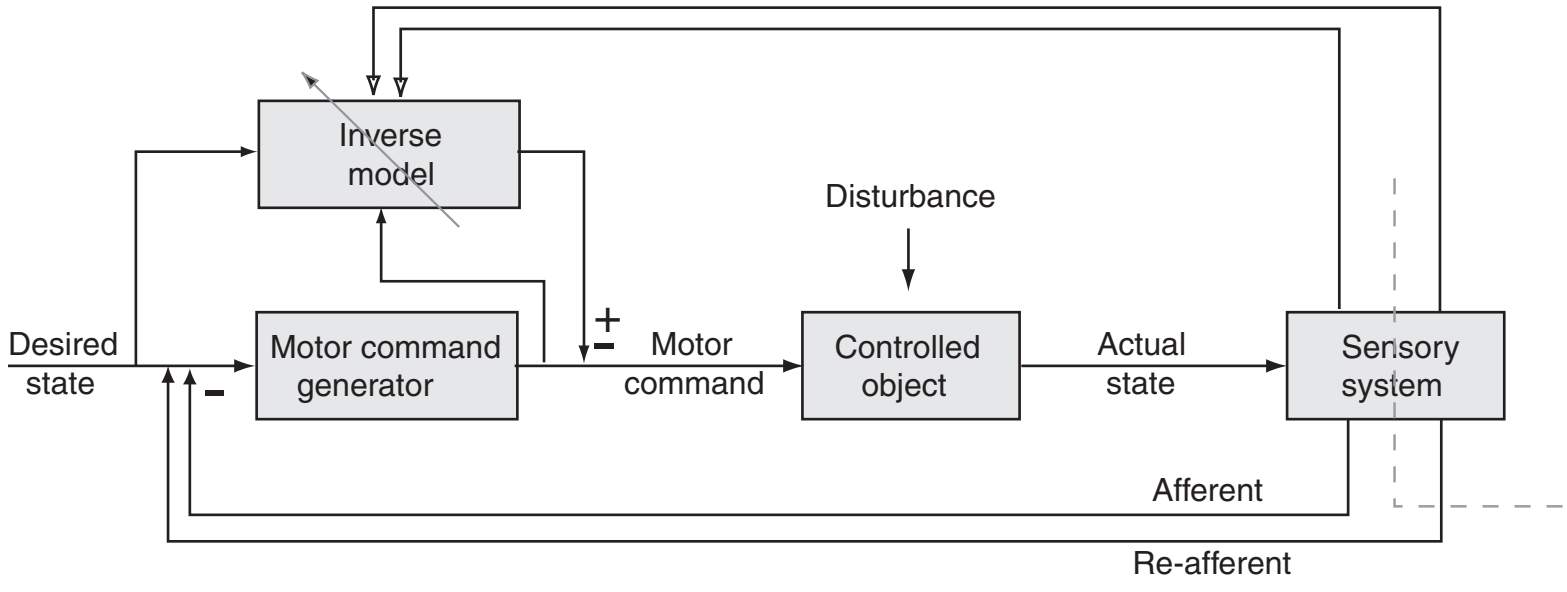 Inverse
model
Disturbance
+
-
Desired
state
-
Motor command
generator
Motor
command
Controlled
object
Actual
state
Sensory
system
Afferent
Re-afferent